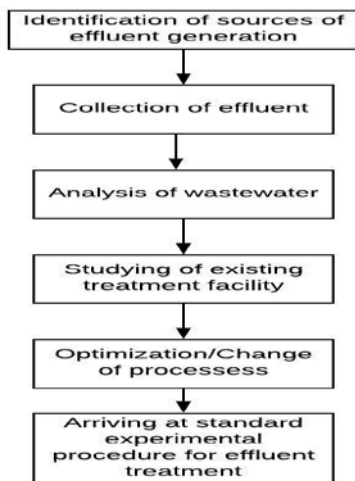 Identification of sources of
effluent generation
Collection of effluent
Analysis of wastewater
Studying of existing
treatment facility
Optimization/Change
of processess
Arriving at standard
experimental
procedure for effluent
treatment